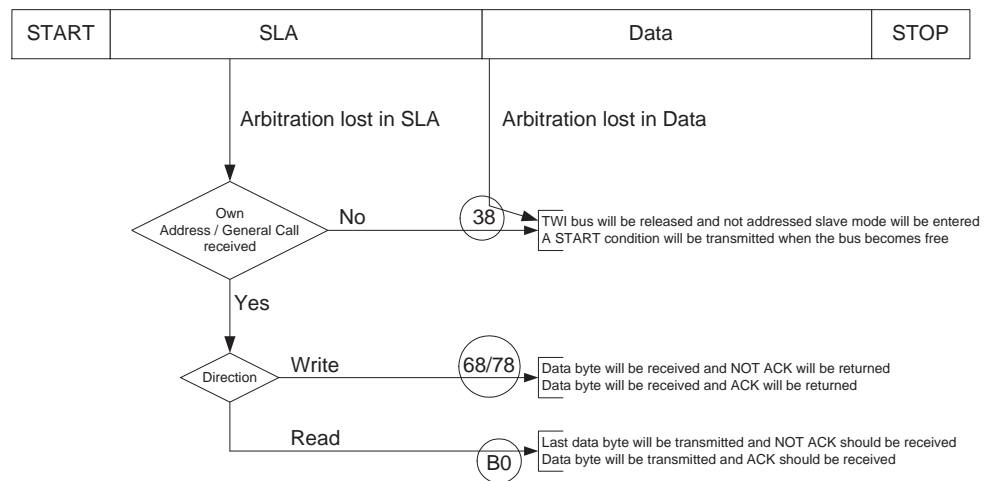 START SLA Data STOP
Arbitration lost in SLA Arbitration lost in Data
Own
Address / General Call
received
No
38
TWI bus will be released and not addressed slave mode will be entered
A START condition will be transmitted when the bus becomes free
Yes
Direction
Write
68/78
Data byte will be received and NOT ACK will be returned
Data byte will be received and ACK will be returned
Read
B0
Last data byte will be transmitted and NOT ACK should be received
Data byte will be transmitted and ACK should be received